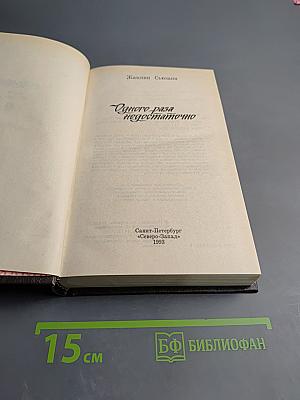 Жаклин Сьюзанн
Одного раза
недостаточно
Санкт-Петербург
«Северо-Запад»
1993
15 см
БФ БИБЛИОФАН